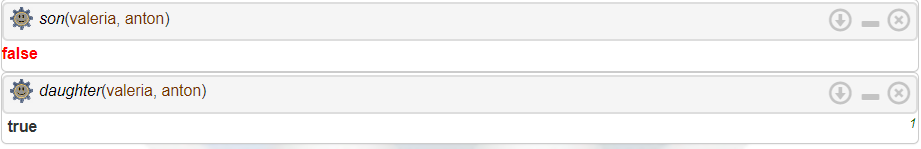 son(valeria, anton)
false
daughter(valeria, anton)
true
1